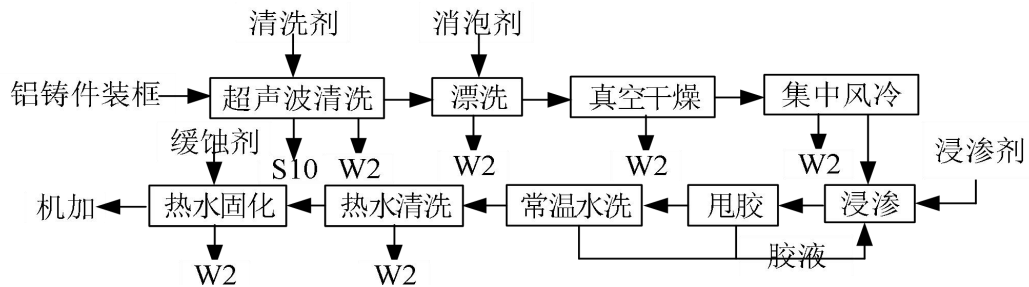 清洗剂 消泡剂
铝铸件装框 超声波清洗 漂洗 真空干燥 集中风冷
缓蚀剂 S10 W2 W2 W2 W2 浸渗剂
机加 热水固化 热水清洗 常温水洗 甩胶 浸渗
胶液
W2 W2